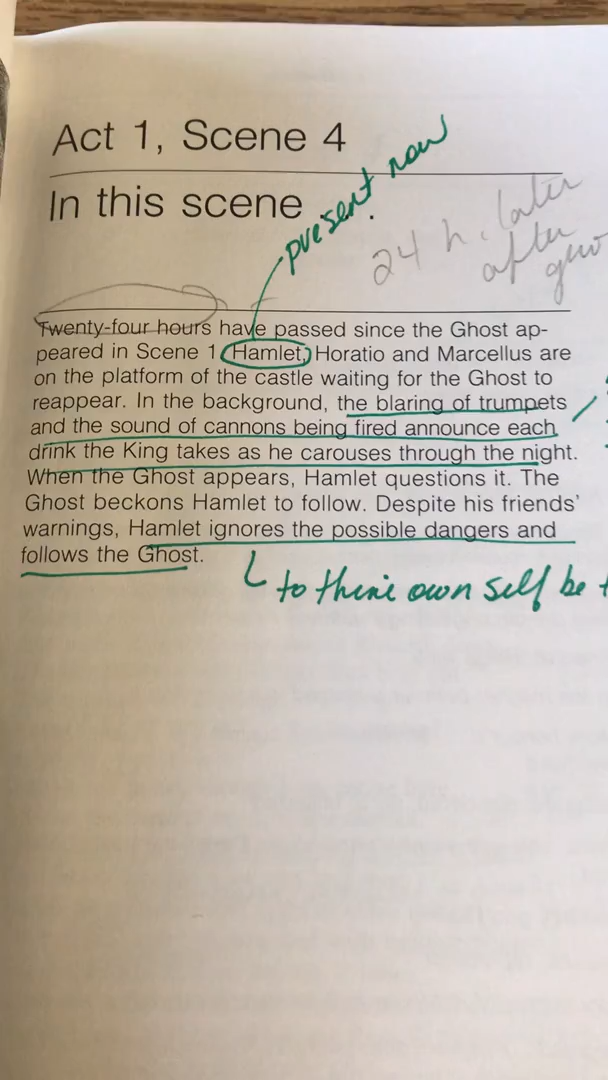 Act 1, Scene 4
present now
In this scene . . .
24 h. later
after
Twenty-four hours have passed since the Ghost ap-
peared in Scene 1. Hamlet, Horatio and Marcellus are
on the platform of the castle waiting for the Ghost to
reappear. In the background, the blaring of trumpets
and the sound of cannons being fired announce each
drink the King takes as he carouses through the night.
When the Ghost appears, Hamlet questions it. The
Ghost beckons Hamlet to follow. Despite his friends'
warnings, Hamlet ignores the possible dangers and
follows the Ghost.
to thine own self be